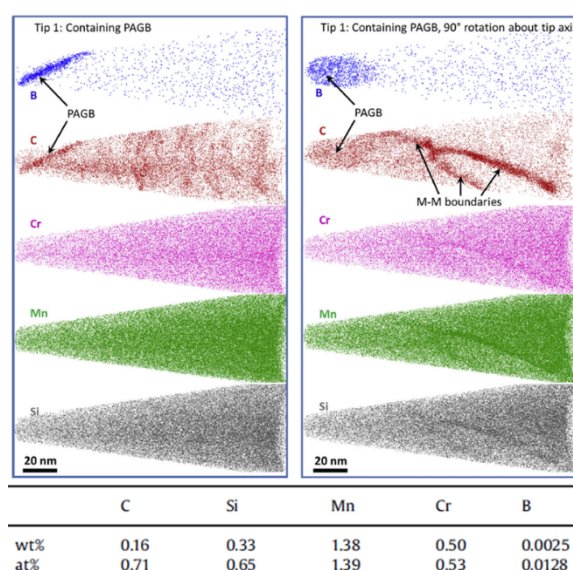 Tip 1: Containing PAGB
B
PAGB
C
Cr
Mn
Si
20 nm
Tip 1: Containing PAGB, 90° rotation about tip axi
B
PAGB
C
M-M boundaries
Cr
Mn
Si
20 nm
C Si Mn Cr B
wt% 0.16 0.33 1.38 0.50 0.0025
at% 0.71 0.65 1.39 0.53 0.0128